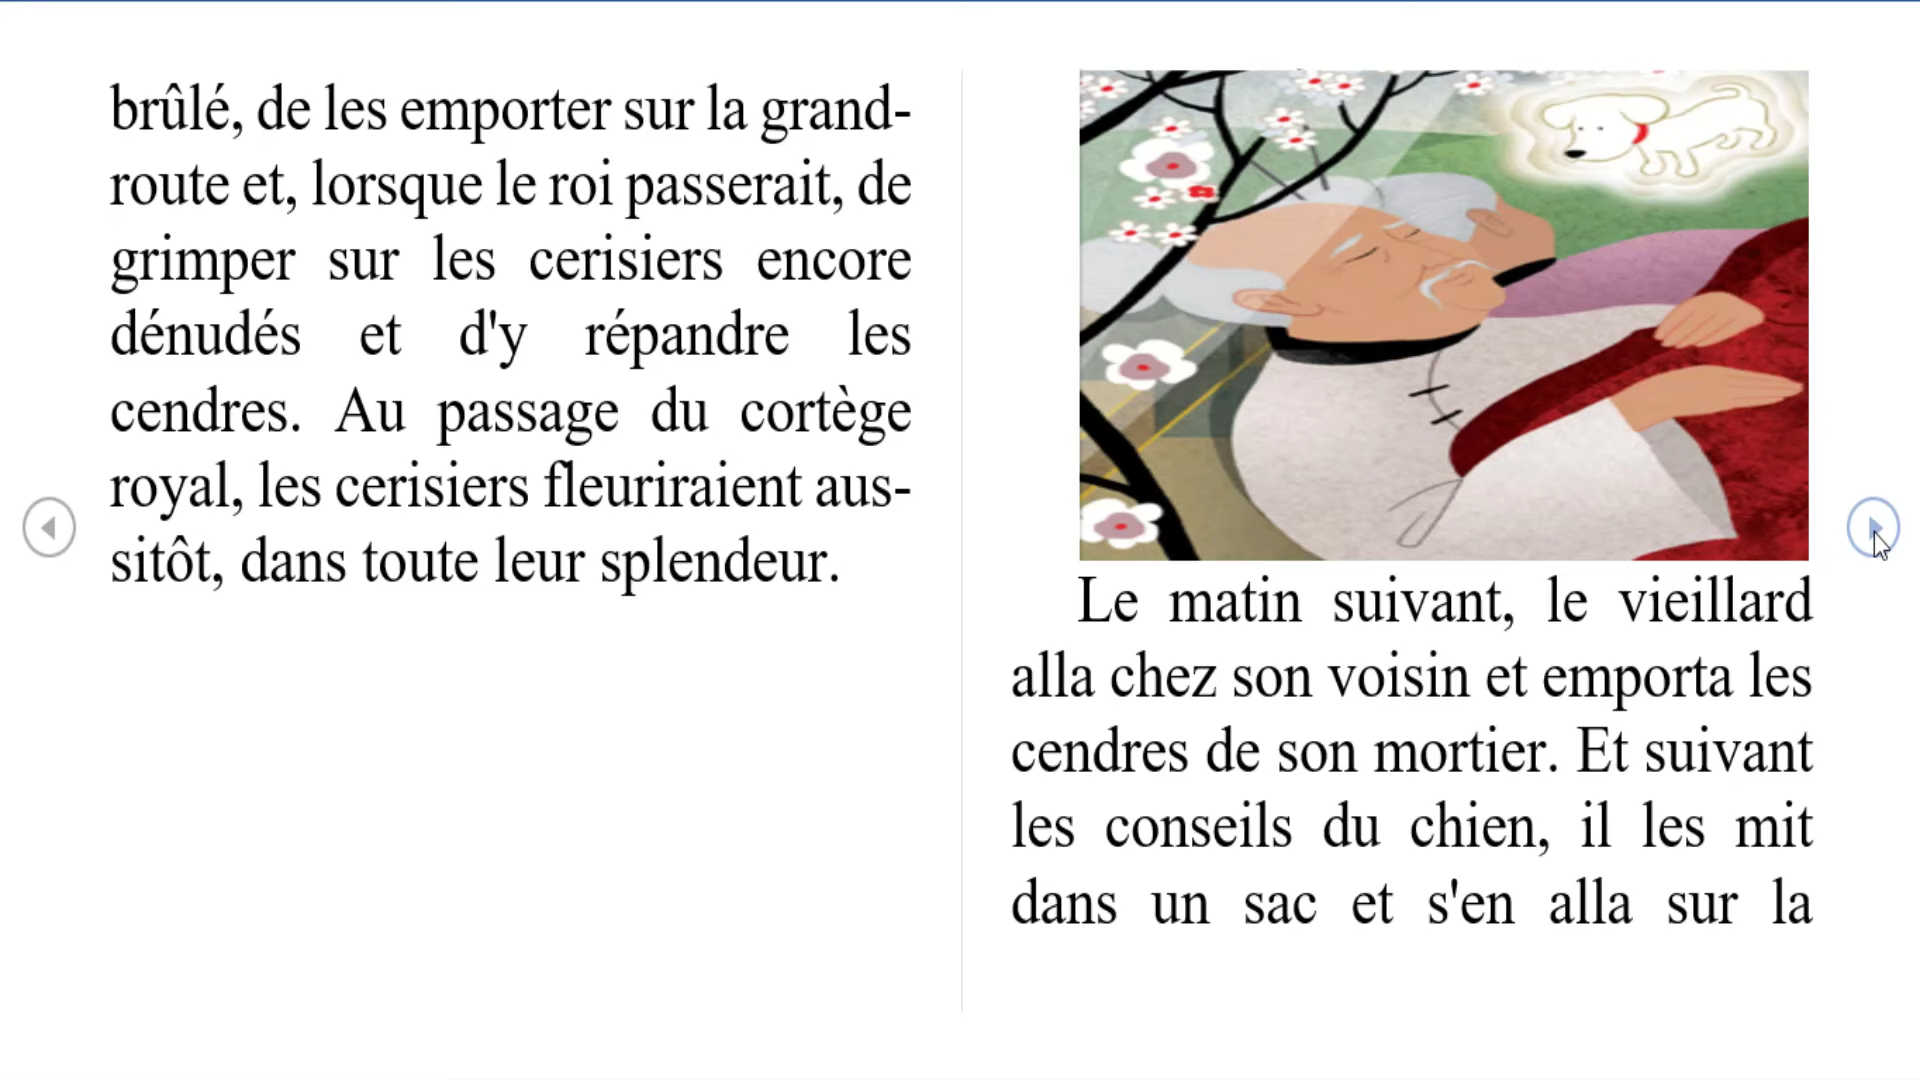 brûlé, de les emporter sur la grand-
route et, lorsque le roi passerait, de
grimper sur les cerisiers encore
dénudés et d'y répandre les
cendres. Au passage du cortège
royal, les cerisiers fleuriraient aus-
sitôt, dans toute leur splendeur.
Le matin suivant, le vieillard
alla chez son voisin et emporta les
cendres de son mortier. Et suivant
les conseils du chien, il les mit
dans un sac et s'en alla sur la